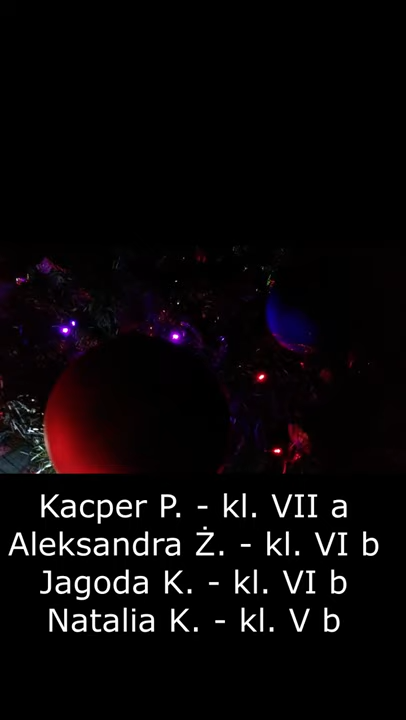 Kacper P. - kl. VII a
Aleksandra Ż. - kl. VI b
Jagoda K. - kl. VI b
Natalia K. - kl. V b